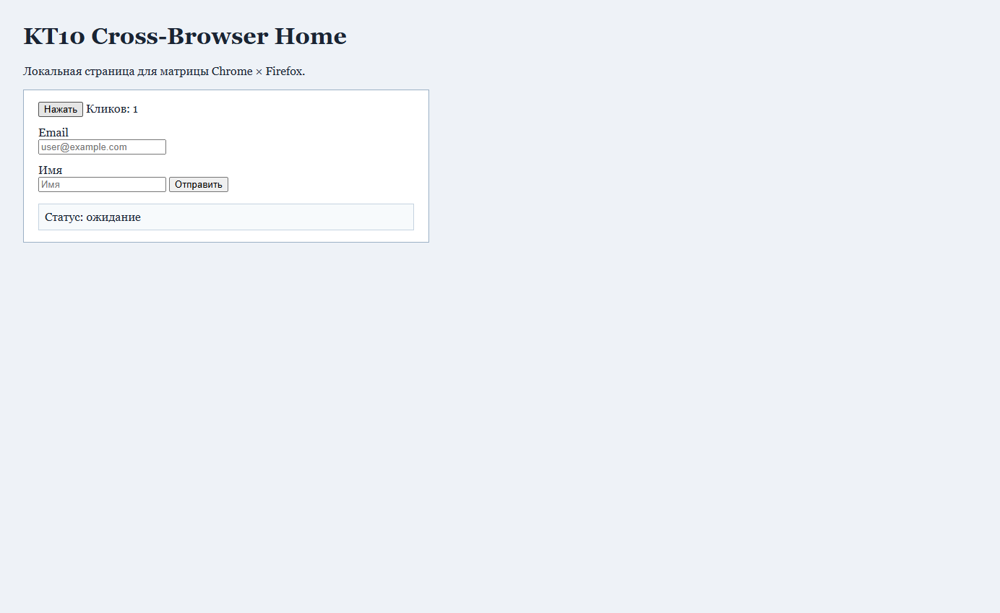 KT10 Cross-Browser Home
Локальная страница для матрицы Chrome × Firefox.
Нажать Кликов: 1
Email
user@example.com
Имя
Имя Отправить
Статус: ожидание